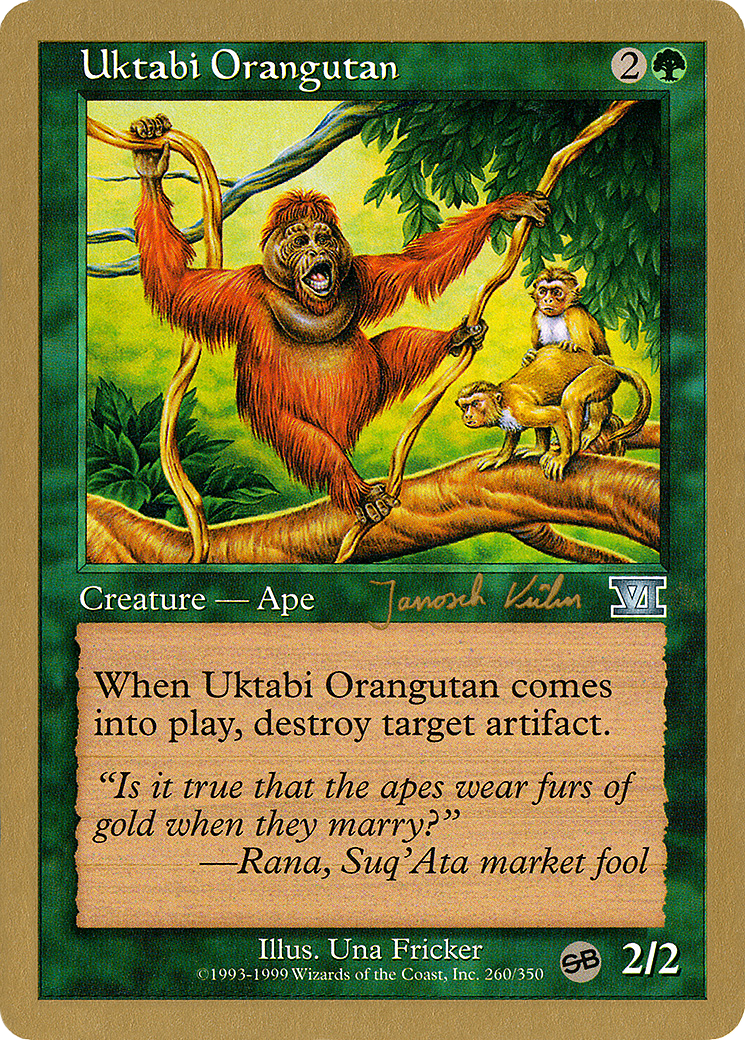 Uktabi Orangutan 2
Creature — Ape Janosch Kühn VI
When Uktabi Orangutan comes
into play, destroy target artifact.
“Is it true that the apes wear furs of
gold when they marry?”
—Rana, Suq’Ata market fool
Illus. Una Fricker
©1993-1999 Wizards of the Coast, Inc. 260/350
SB 2/2